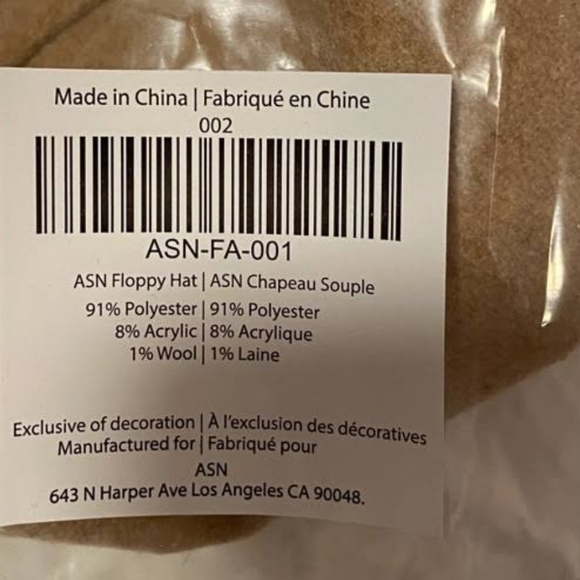 Made in China | Fabriqué en Chine
002
ASN-FA-001
ASN Floppy Hat | ASN Chapeau Souple
91% Polyester | 91% Polyester
8% Acrylic | 8% Acrylique
1% Wool | 1% Laine
Exclusive of decoration | À l'exclusion des décoratives
Manufactured for | Fabriqué pour
ASN
643 N Harper Ave Los Angeles CA 90048.